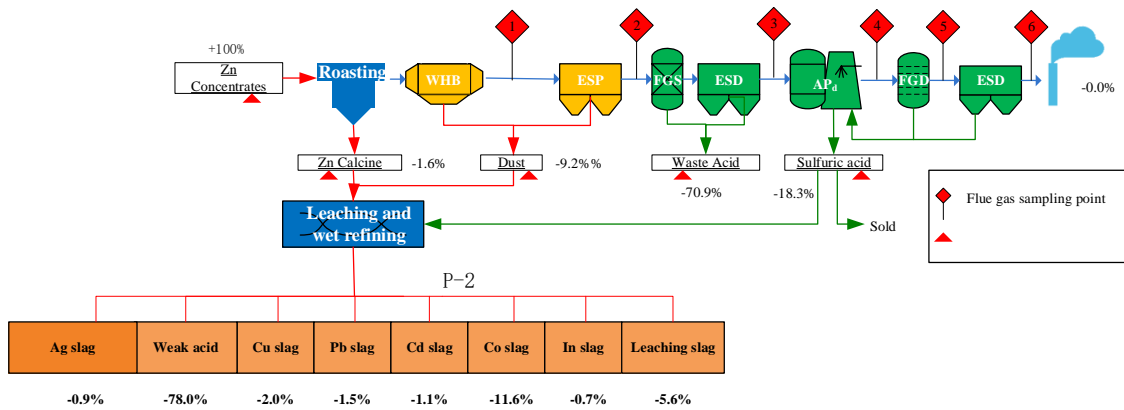 1
2
3
4
5
6
+100%
Zn
Concentrates
Roasting
WHB
ESP
FGS
ESD
APd
FGD
ESD
-0.0%
Zn Calcine
-1.6%
Dust
-9.2%%
Waste Acid
-70.9%
Sulfuric acid
-18.3%
Sold
Flue gas sampling point
Leaching and
wet refining
P-2
Ag slag
Weak acid
Cu slag
Pb slag
Cd slag
Co slag
In slag
Leaching slag
-0.9%
-78.0%
-2.0%
-1.5%
-1.1%
-11.6%
-0.7%
-5.6%